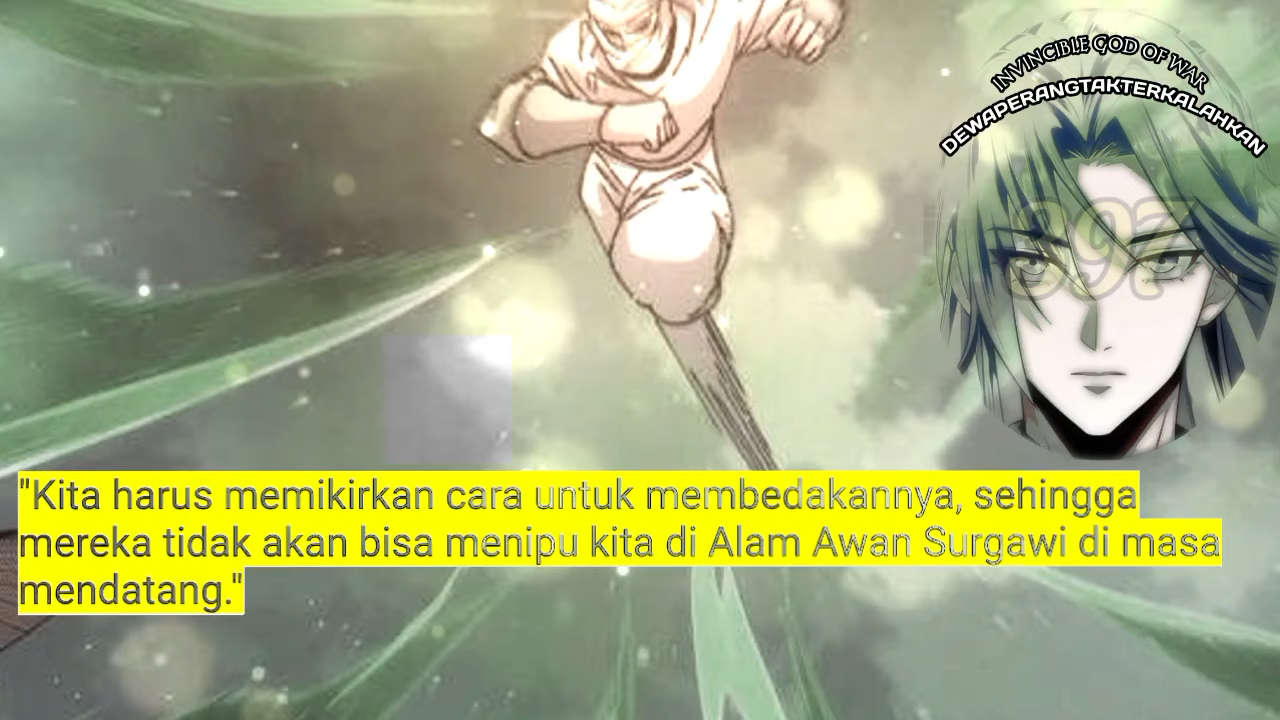 INVINCIBLE GOD OF WAR
DEWAPERANGTAKTERKALAHKAN
397
"Kita harus memikirkan cara untuk membedakannya, sehingga
mereka tidak akan bisa menipu kita di Alam Awan Surgawi di masa
mendatang."